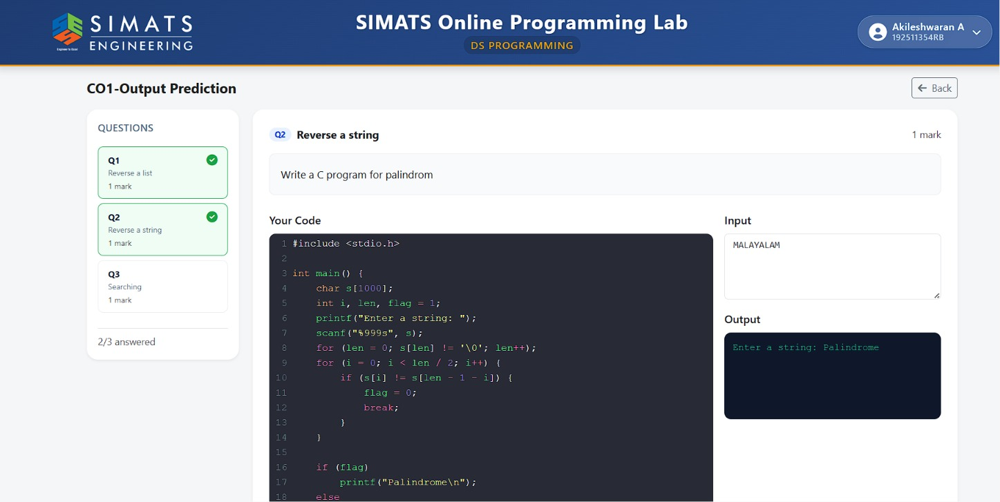 SIMATS
ENGINEERING
Engineer to Excel
SIMATS Online Programming Lab
DS PROGRAMMING
Akileshwaran A
192511354RB
CO1-Output Prediction
Back
QUESTIONS
Q1
Reverse a list
1 mark
Q2
Reverse a string
1 mark
Q3
Searching
1 mark
2/3 answered
Q2 Reverse a string
1 mark
Write a C program for palindrom
Your Code
1 #include <stdio.h>
2
3 int main() {
4     char s[1000];
5     int i, len, flag = 1;
6     printf("Enter a string: ");
7     scanf("%999s", s);
8     for (len = 0; s[len] != '\0'; len++);
9     for (i = 0; i < len / 2; i++) {
10         if (s[i] != s[len - 1 - i]) {
11             flag = 0;
12             break;
13         }
14     }
15
16     if (flag)
17         printf("Palindrome\n");
18     else
Input
MALAYALAM
Output
Enter a string: Palindrome